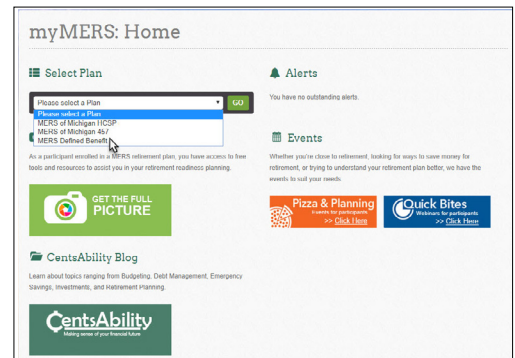 myMERS: Home
Select Plan
Please select a Plan
GO
Please select a Plan
MERS of Michigan HCSP
MERS of Michigan 457
MERS Defined Benefit
As a participant enrolled in a MERS retirement plan, you have access to free
tools and resources to assist you in your retirement readiness planning.
GET THE FULL
PICTURE
CentsAbility Blog
Learn about topics ranging from Budgeting, Debt Management, Emergency
Savings, Investments, and Retirement Planning.
CentsAbility
Making sense of your financial future
Alerts
You have no outstanding alerts.
Events
Whether you're close to retirement, looking for ways to save money for
retirement, or trying to understand your retirement plan better, we have the
events to suit your needs.
Pizza & Planning
Events for participants
>> Click Here
Quick Bites
Webinars for participants
>> Click Here